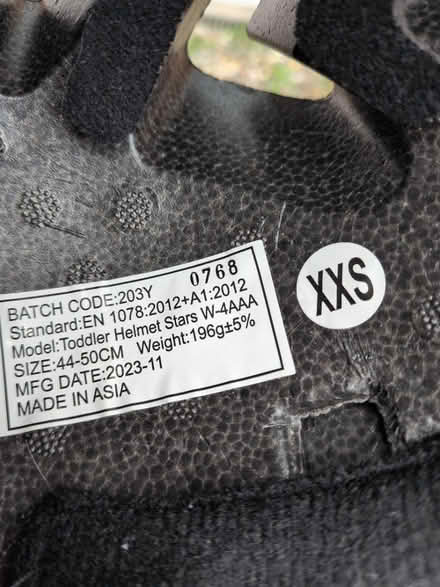 BATCH CODE:203Y 0768
Standard:EN 1078:2012+A1:2012
Model:Toddler Helmet Stars W-4AAA
SIZE:44-50CM Weight:196g±5%
MFG DATE:2023-11
MADE IN ASIA
XXS